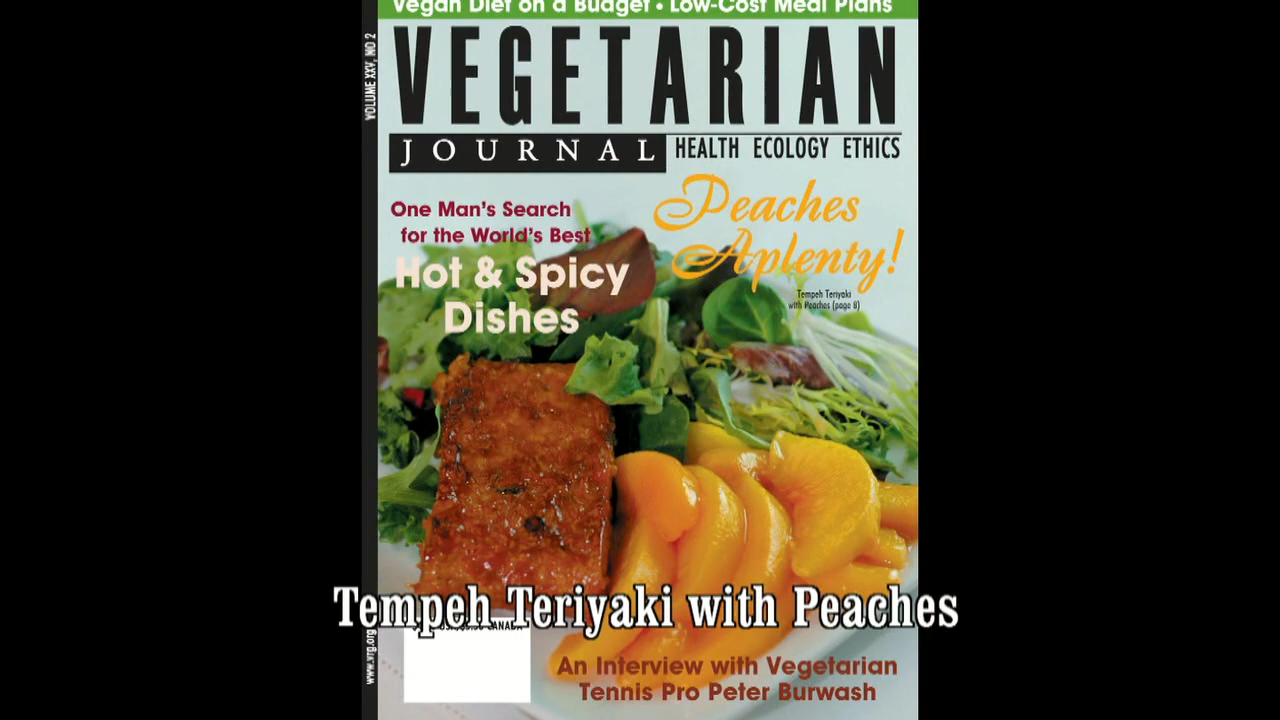 Vegan Diet on a Budget • Low-Cost Meal Plans
VOLUME XXV, NO 2
VEGETARIAN
JOURNAL HEALTH ECOLOGY ETHICS
Peaches
Aplenty!
Tempeh Teriyaki
with Peaches (page 8)
One Man's Search
for the World's Best
Hot & Spicy
Dishes
Tempeh Teriyaki with Peaches
CANADA
www.vrg.org
An Interview with Vegetarian
Tennis Pro Peter Burwash